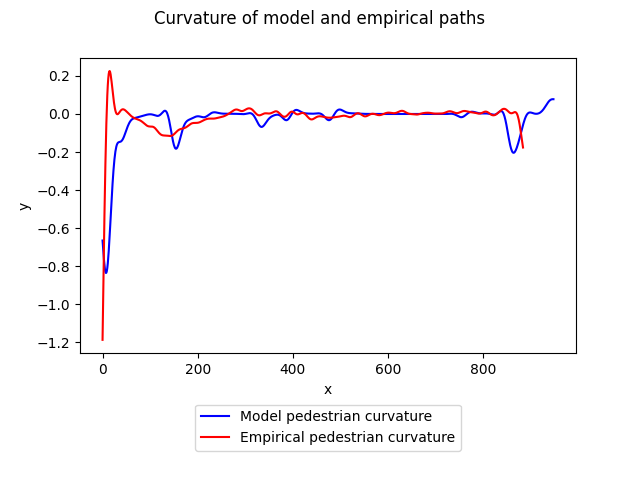 Curvature of model and empirical paths
0.2
0.0
−0.2
−0.4
−0.6
−0.8
−1.0
−1.2
y
0 200 400 600 800
x
Model pedestrian curvature
Empirical pedestrian curvature